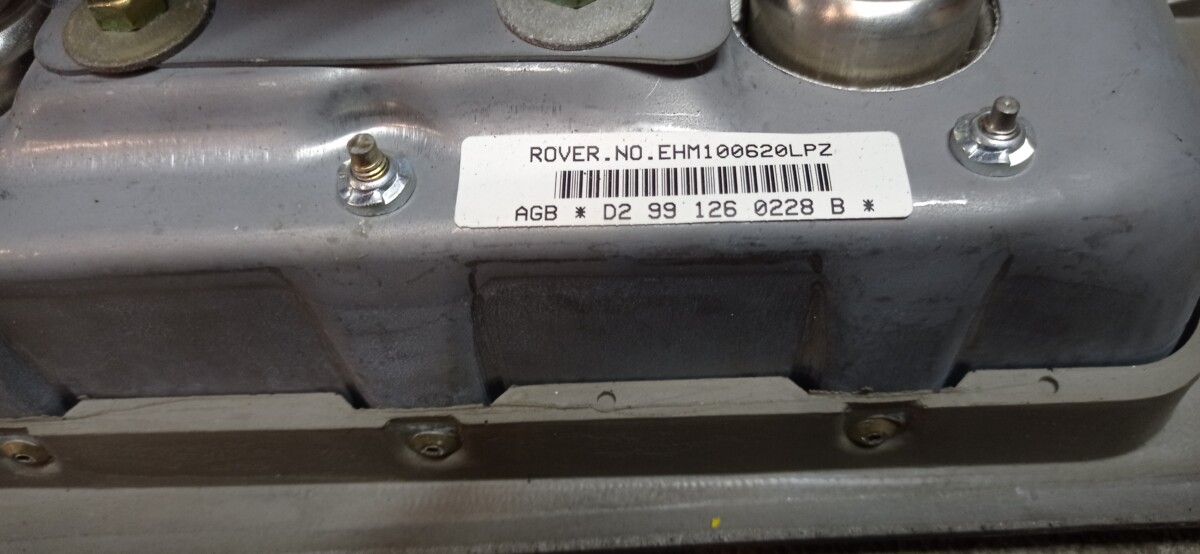 ROVER.NO.EHM100620LPZ
AGB * D2 99 126 0228 B *